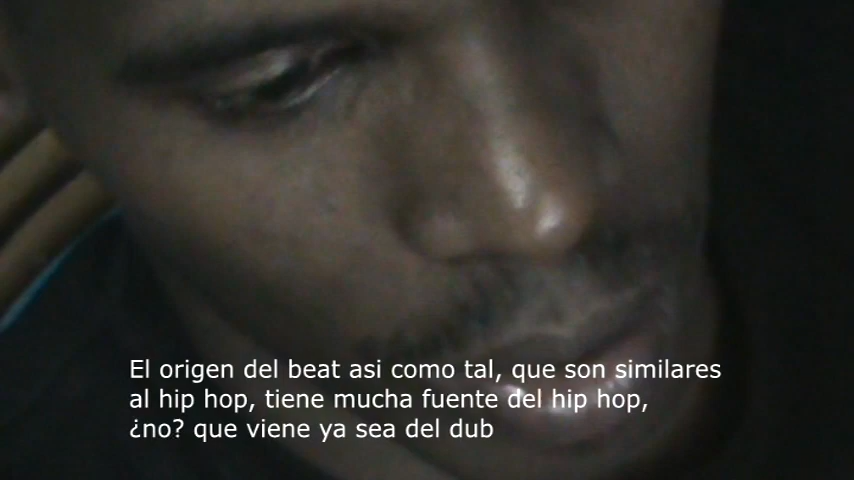 El origen del beat asi como tal, que son similares
al hip hop, tiene mucha fuente del hip hop,
¿no? que viene ya sea del dub